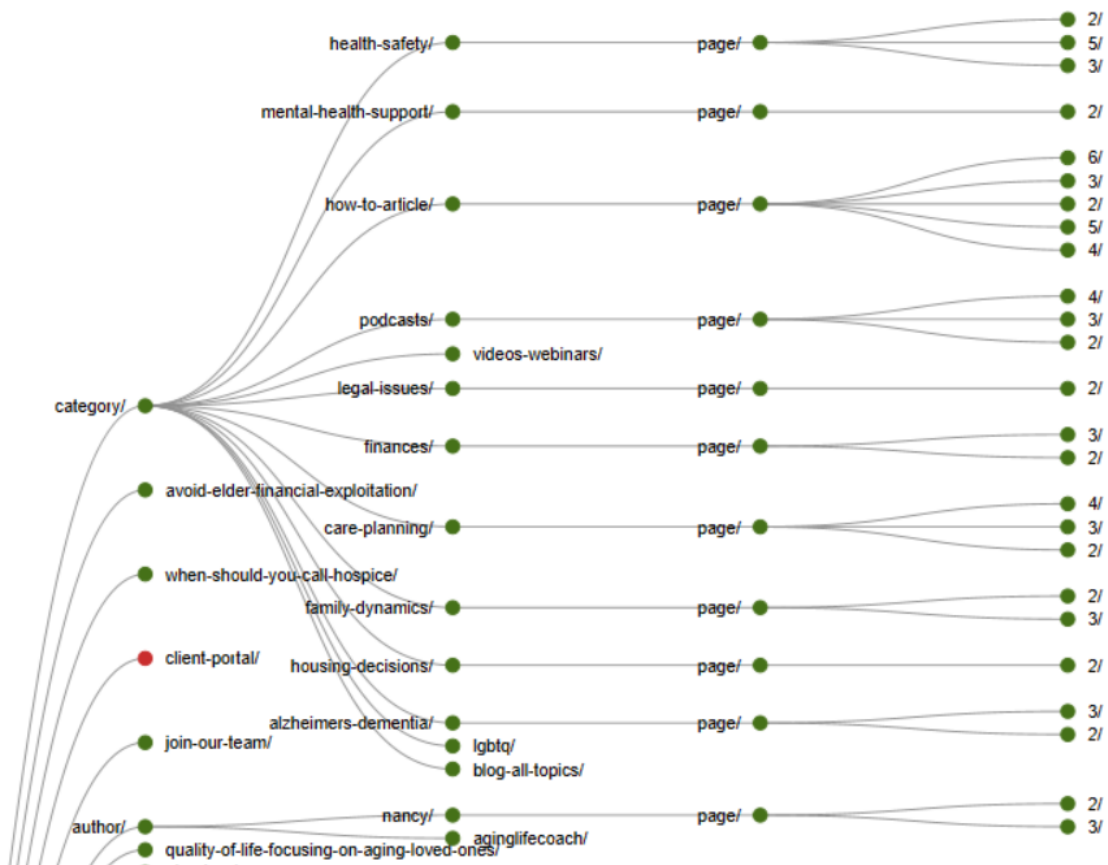 2/
health-safety/ page/ 5/
3/
mental-health-support/ page/ 2/
6/
3/
how-to-article/ page/ 2/
5/
4/
4/
podcasts/ page/ 3/
2/
videos-webinars/
legal-issues/ page/ 2/
category/
3/
finances/ page/
2/
avoid-elder-financial-exploitation/
4/
care-planning/ page/ 3/
2/
when-should-you-call-hospice/
2/
family-dynamics/ page/
3/
client-portal/
housing-decisions/ page/ 2/
3/
alzheimers-dementia/ page/
2/
join-our-team/
lgbtq/
blog-all-topics/
2/
nancy/ page/
author/ 3/
aginglifecoach/
quality-of-life-focusing-on-aging-loved-ones/